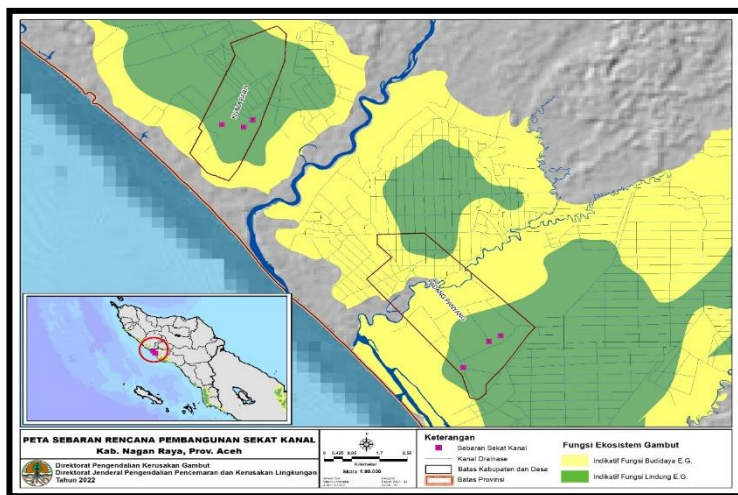 PADANG PANYANG
PETA SEBARAN RENCANA PEMBANGUNAN SEKAT KANAL
Kab. Nagan Raya, Prov. Aceh
Direktorat Pengendalian Kerusakan Gambut
Direktorat Jenderal Pengendalian Pencemaran dan Kerusakan Lingkungan
Tahun 2022
Kilometer
Keterangan
Sebaran Sekat Kanal
Kanal Drainase
Batas Kabupaten dan Desa
Batas Provinsi
Fungsi Ekosistem Gambut
Indikatif Fungsi Budidaya E.G.
Indikatif Fungsi Lindung E.G.